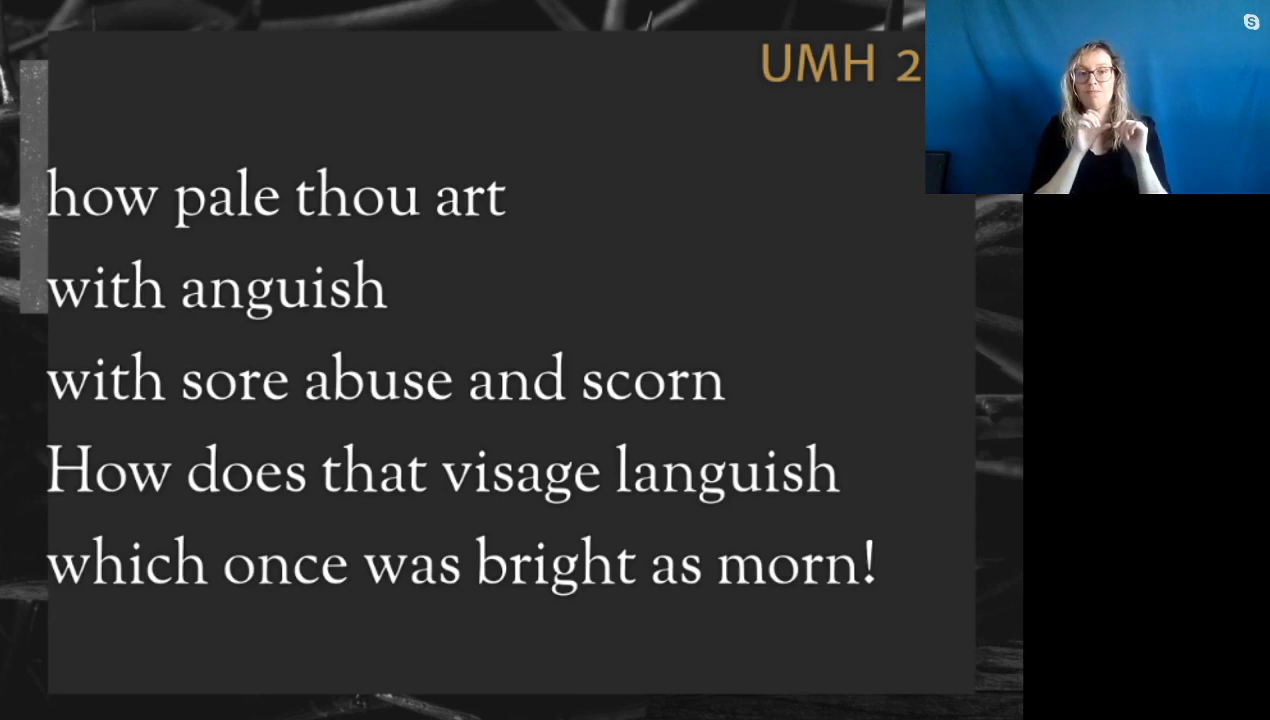 UMH 2
how pale thou art
with anguish
with sore abuse and scorn
How does that visage languish
which once was bright as morn!